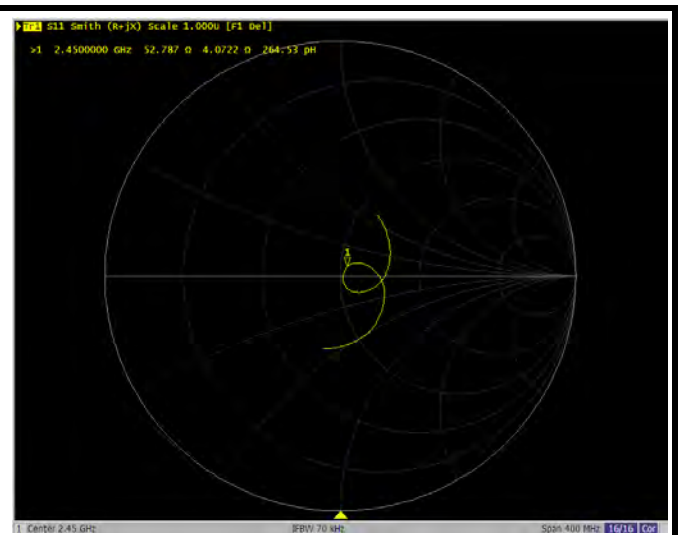 Tr1 S11 Smith (R+jX) Scale 1.000U [F1 Del]
>1 2.4500000 GHz 52.787 Ω 4.0722 Ω 264.53 pH
1
1 Center 2.45 GHz IFBW 70 kHz Span 400 MHz 16/16 Cor